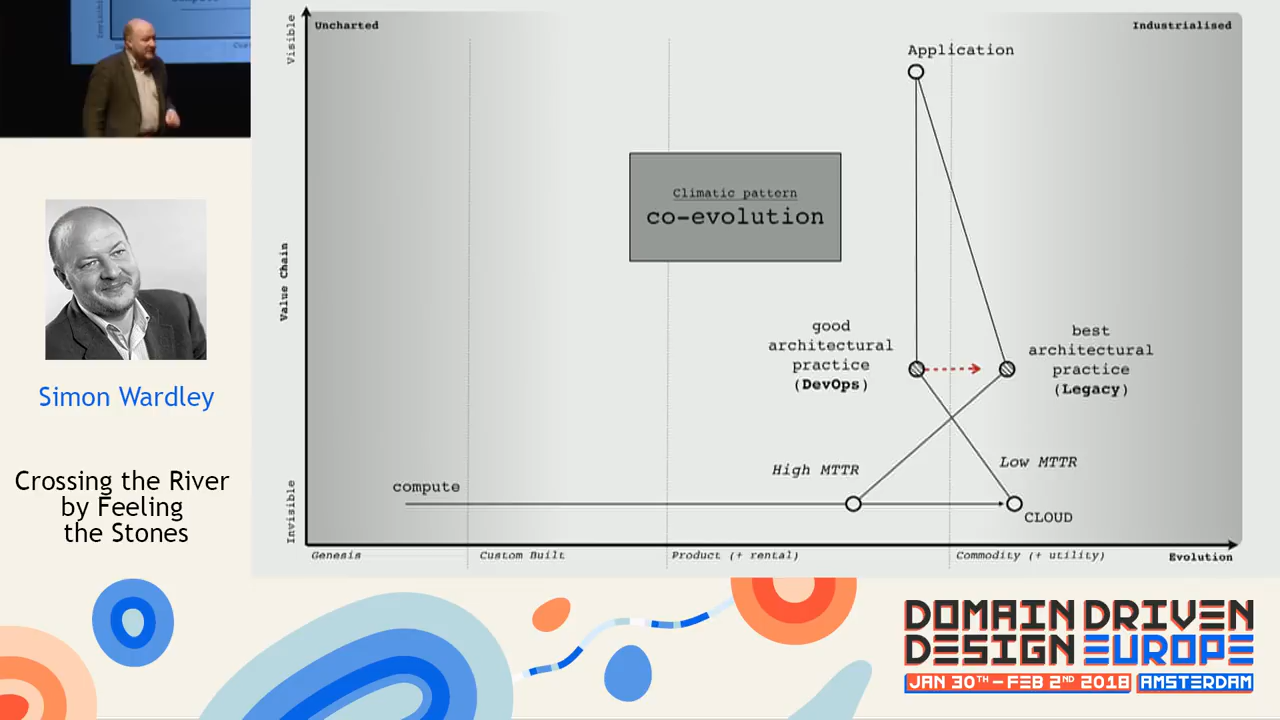 Simon Wardley
Crossing the River
by Feeling
the Stones
Visible
Value Chain
Invisible
Uncharted
Industrialised
Application
Climatic pattern
co-evolution
good
architectural
practice
(DevOps)
best
architectural
practice
(Legacy)
High MTTR
Low MTTR
compute
CLOUD
Genesis
Custom Built
Product (+ rental)
Commodity (+ utility)
Evolution
DOMAIN DRIVEN
DESIGN EUROPE
JAN 30TH - FEB 2ND 2018 AMSTERDAM